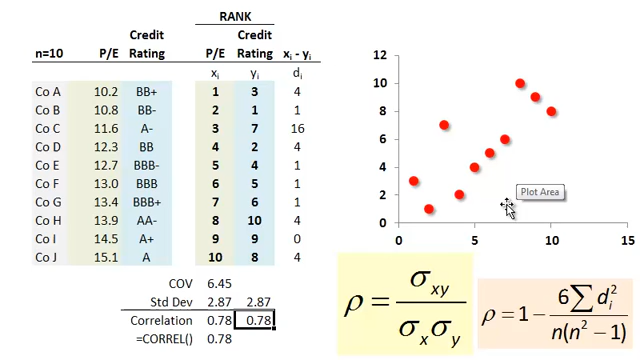 RANK
Credit Credit
n=10 P/E Rating P/E Rating xi - yi
xi yi di
Co A 10.2 BB+ 1 3 4
Co B 10.8 BB- 2 1 1
Co C 11.6 A- 3 7 16
Co D 12.3 BB 4 2 4
Co E 12.7 BBB- 5 4 1
Co F 13.0 BBB 6 5 1
Co G 13.4 BBB+ 7 6 1
Co H 13.9 AA- 8 10 4
Co I 14.5 A+ 9 9 0
Co J 15.1 A 10 8 4
COV 6.45
Std Dev 2.87 2.87
Correlation 0.78 0.78
=CORREL() 0.78
12
10
8
6
4
2
0
0 5 10 15
Plot Area
ρ = σxy / σxσy
ρ = 1 − 6∑di² / n(n² − 1)